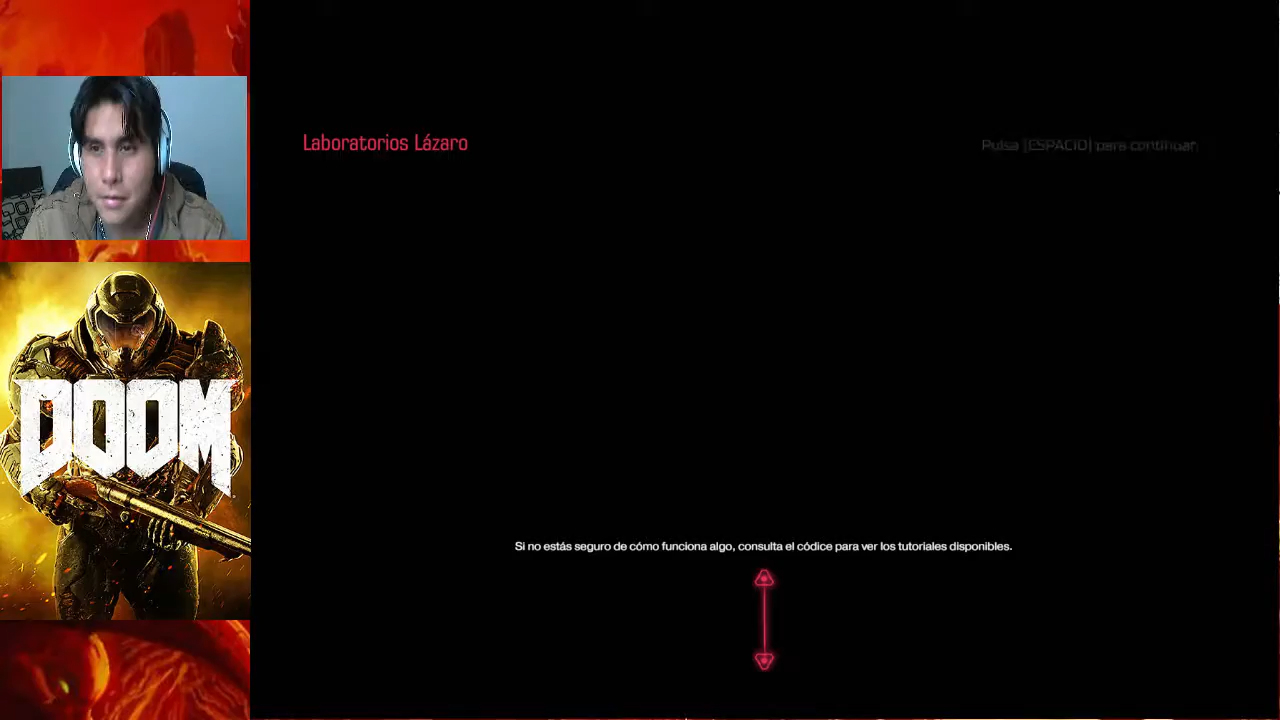 Laboratorios Lázaro
Pulsa [ESPACIO] para continuar
DOOM
Si no estás seguro de cómo funciona algo, consulta el códice para ver los tutoriales disponibles.